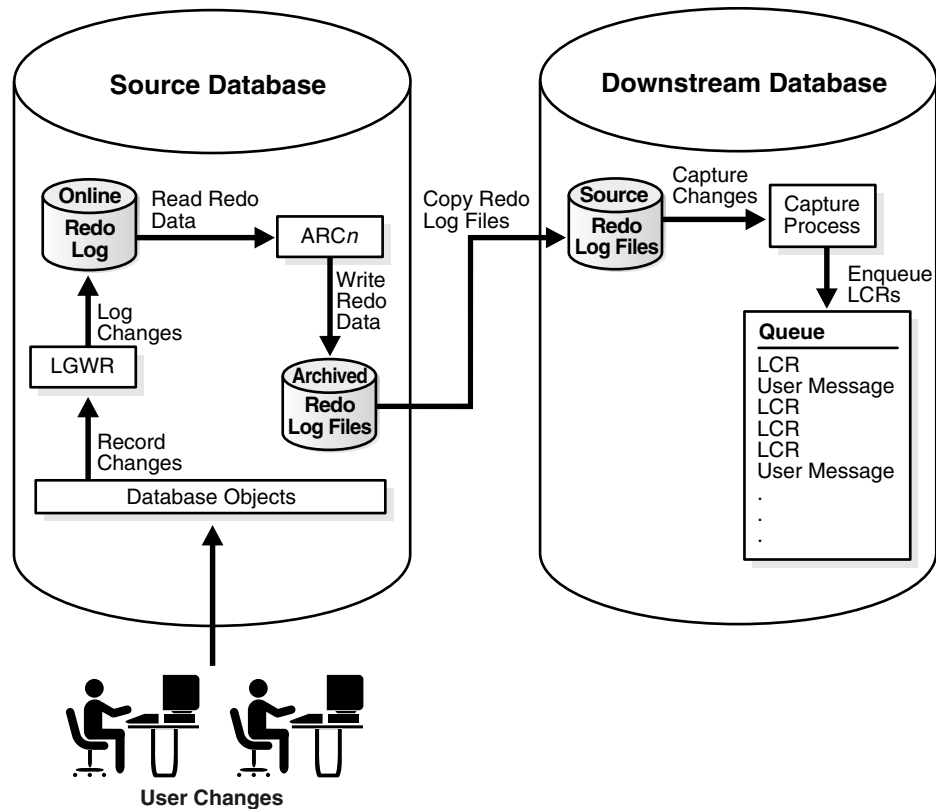 Source Database
Downstream Database
Online
Redo
Log
Read Redo
Data
ARCn
Copy Redo
Log Files
Source
Redo
Log Files
Capture
Changes
Capture
Process
Log
Changes
Write
Redo
Data
Enqueue
LCRs
LGWR
Archived
Redo
Log Files
Queue
LCR
User Message
LCR
LCR
LCR
User Message
.
.
.
Record
Changes
Database Objects
User Changes